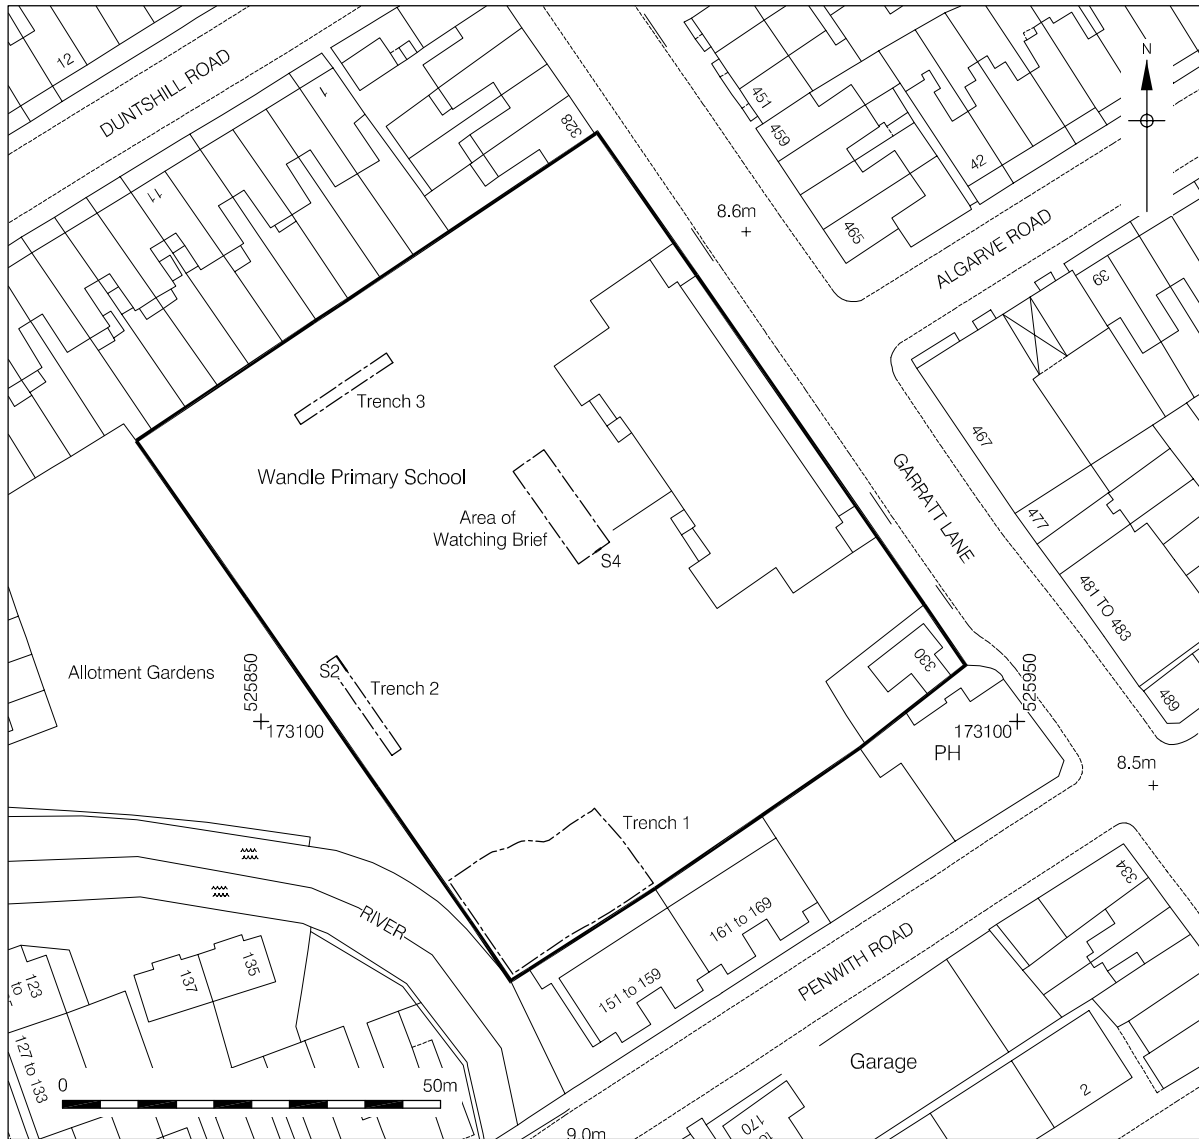 12
DUNTSHILL ROAD
1
11
328
451
459
465
42
N
8.6m
ALGARVE ROAD
39
Trench 3
Wandle Primary School
Area of
Watching Brief
S4
GARRATT LANE
467
477
481 TO 483
489
S2
Trench 2
Allotment Gardens
525850
173100
330
525950
173100
PH
8.5m
Trench 1
RIVER
161 to 169
151 to 159
PENWITH ROAD
334
135
137
123
to
127 to 133
Garage
2
0
50m
170
9.0m